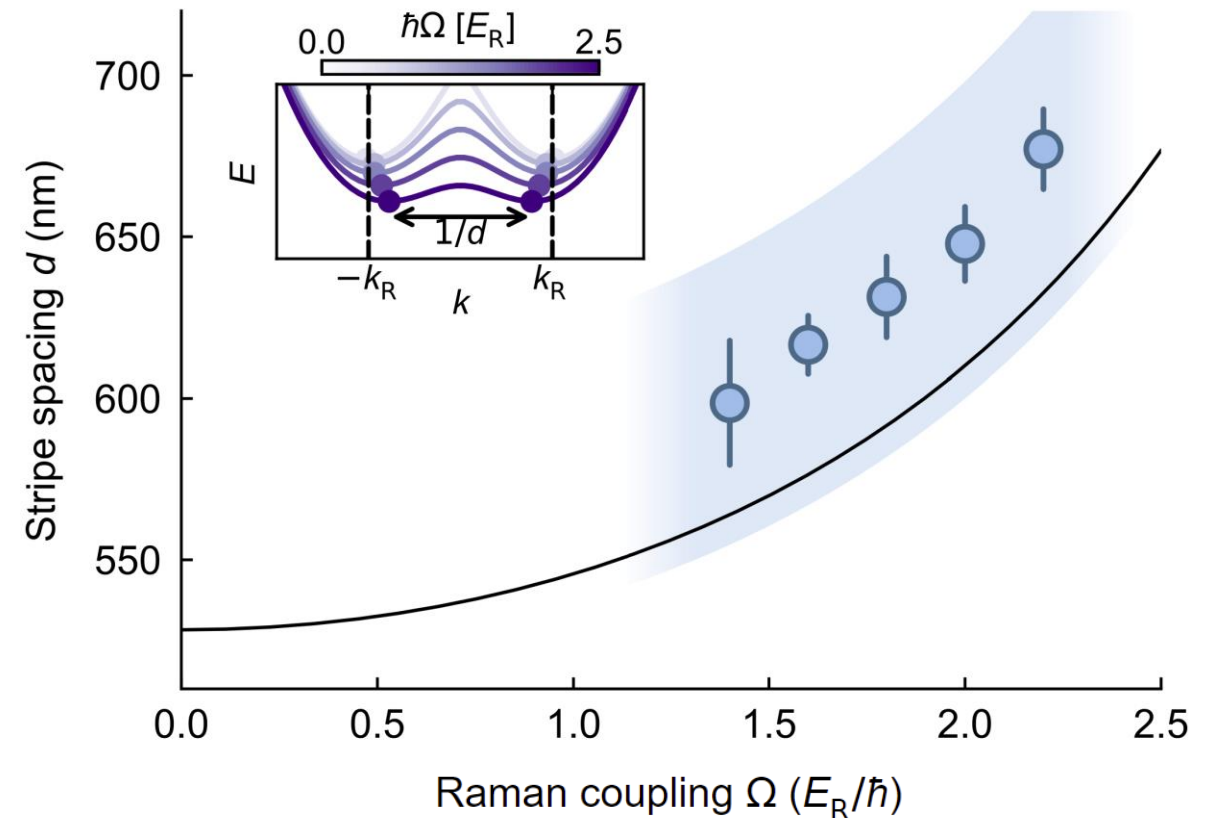 ℏΩ [E_R]
0.0 2.5
E
1/d
−k_R k_R
k
Stripe spacing d (nm)
700
650
600
550
0.0 0.5 1.0 1.5 2.0 2.5
Raman coupling Ω (E_R/ℏ)